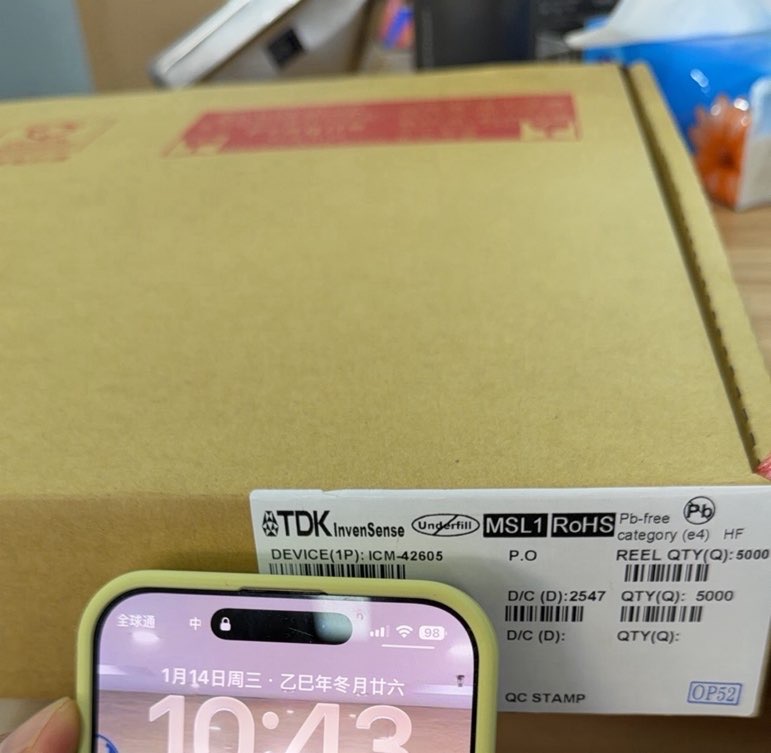 TDK InvenSense Underfill MSL1 RoHS Pb-free category (e4) HF Pb
DEVICE(1P): ICM-42605 P.O REEL QTY(Q): 5000
D/C (D):2547 QTY(Q): 5000
D/C (D): QTY(Q):
QC STAMP OP52
全球通 中 98
1月14日周三 · 乙巳年冬月廿六
10:43